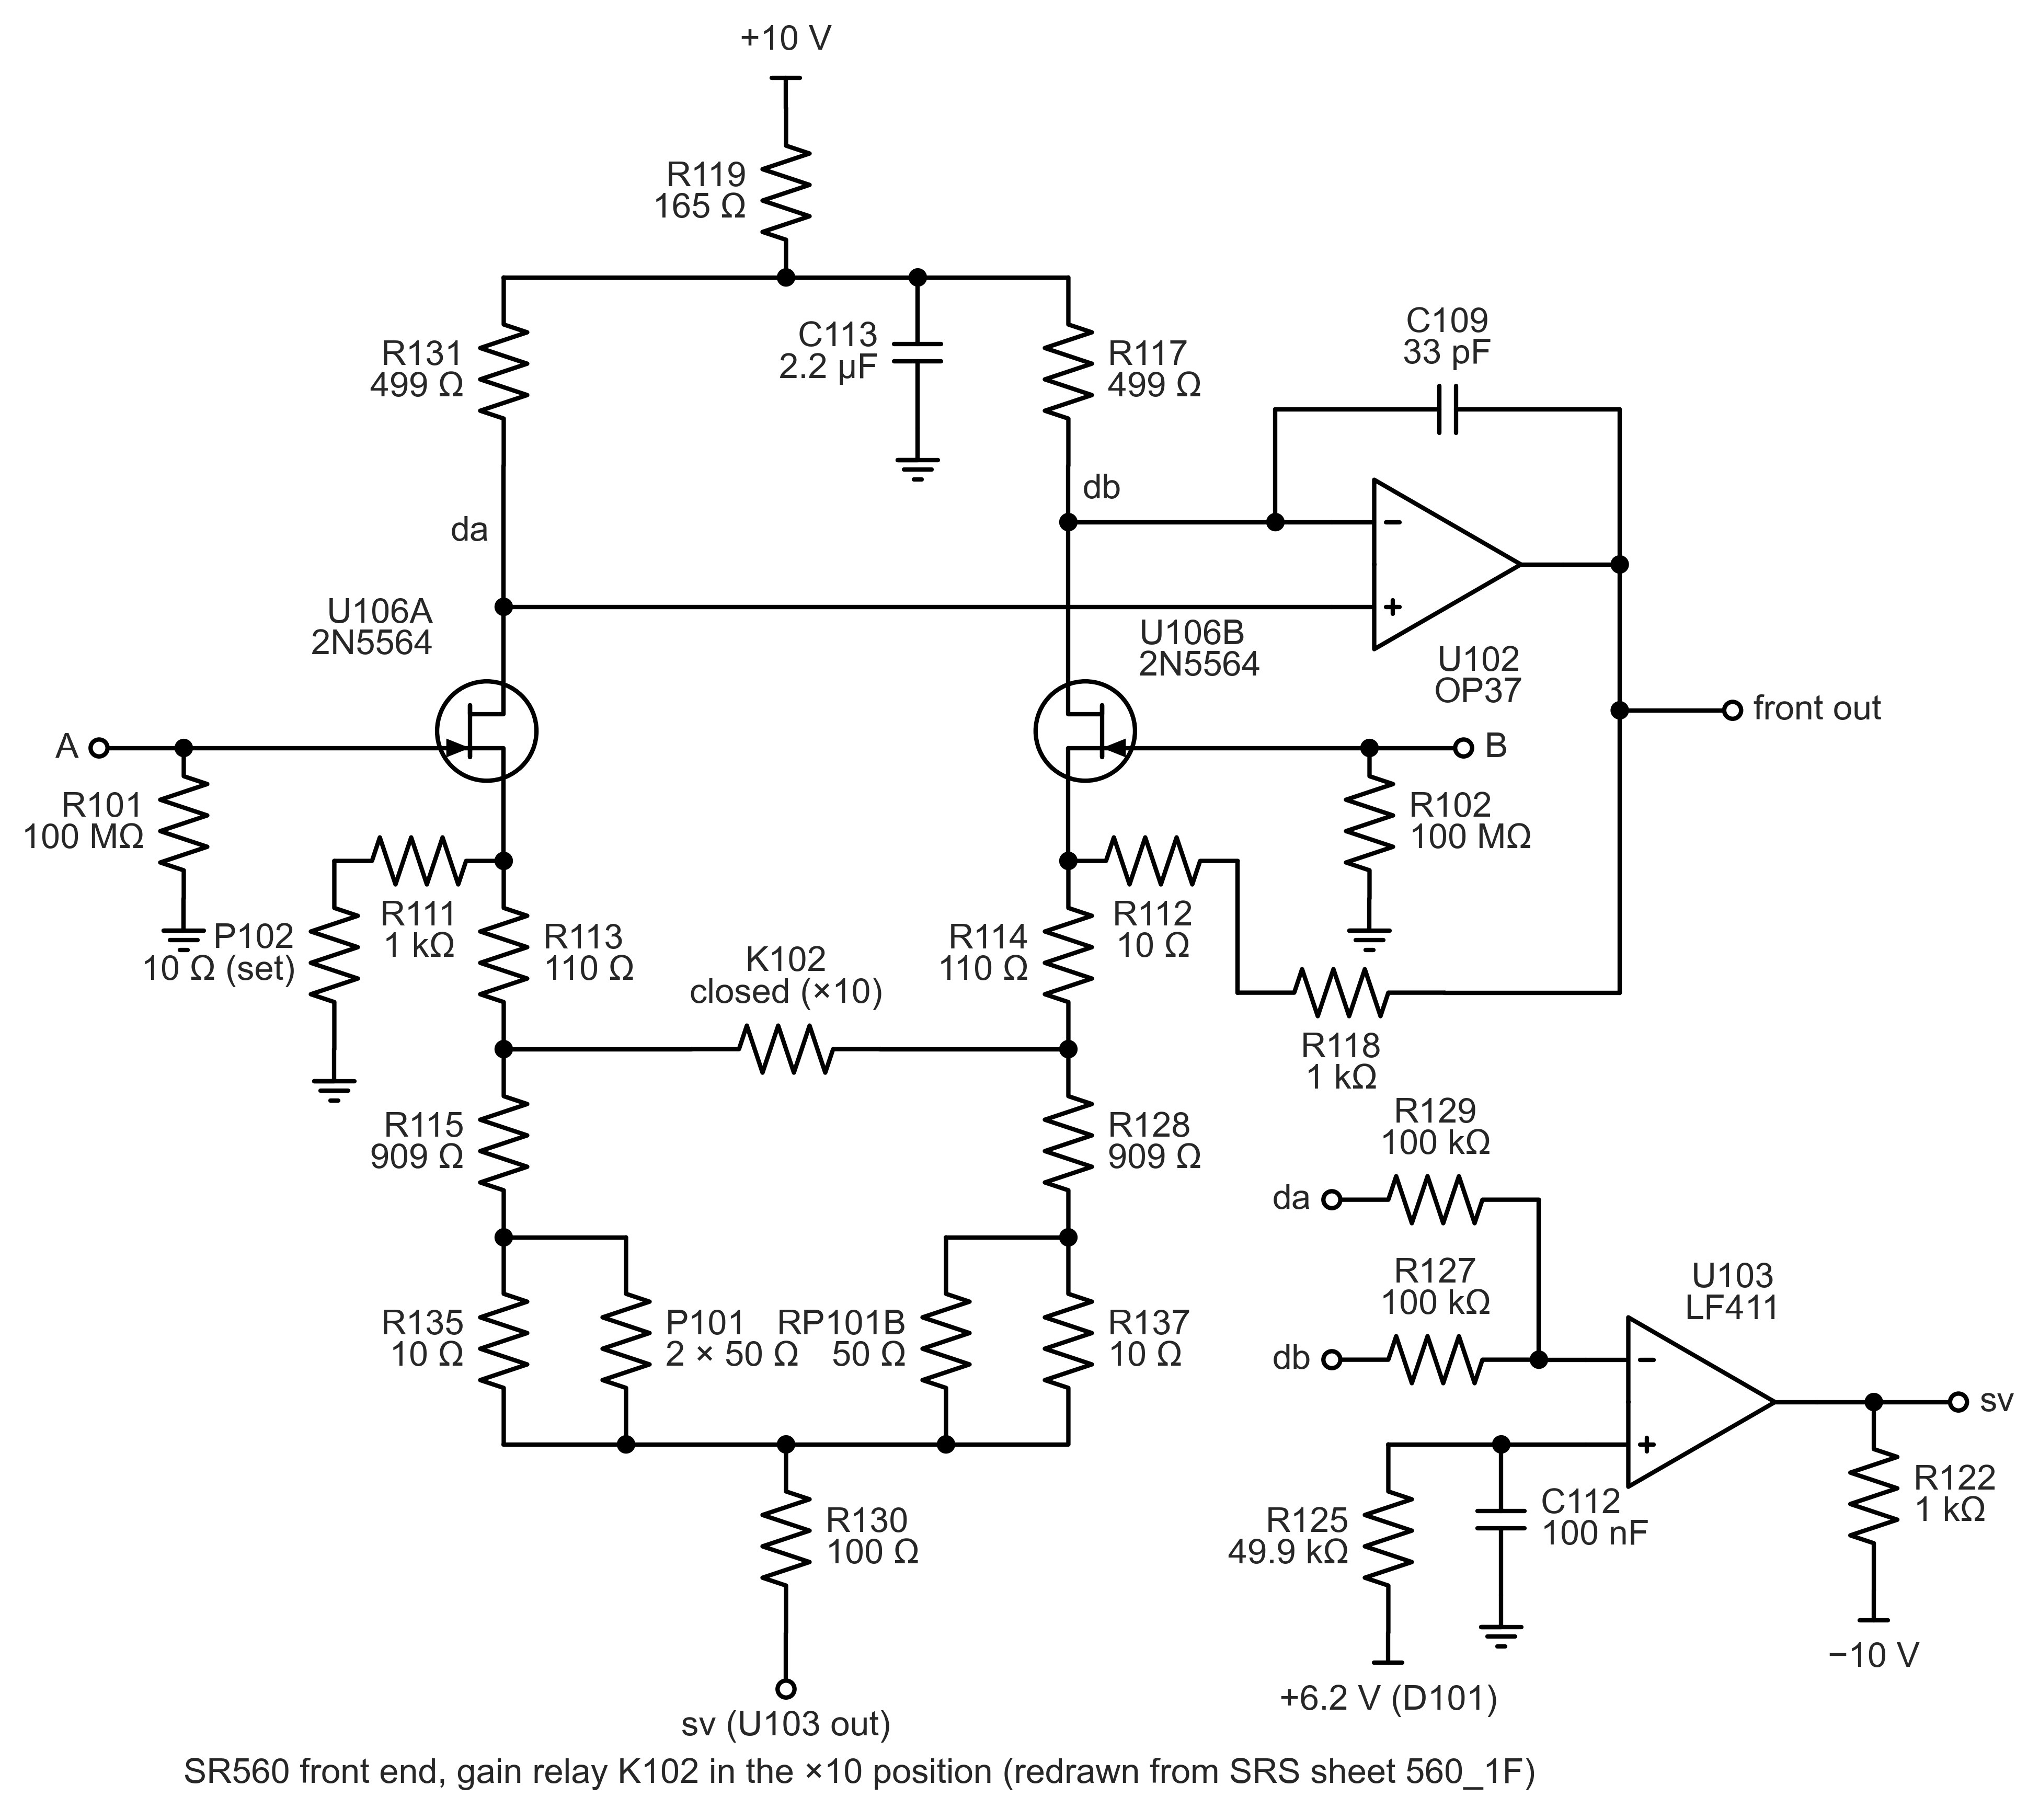 +10 V
R119
165 Ω
R131
499 Ω
C113
2.2 µF
R117
499 Ω
C109
33 pF
da
db
−
+
U106A
2N5564
U106B
2N5564
U102
OP37
front out
A
B
R101
100 MΩ
R102
100 MΩ
R111
1 kΩ
P102
10 Ω (set)
R113
110 Ω
R114
110 Ω
R112
10 Ω
K102
closed (×10)
R118
1 kΩ
R115
909 Ω
R128
909 Ω
R129
100 kΩ
da
R127
100 kΩ
db
U103
LF411
−
+
sv
R135
10 Ω
P101
2 × 50 Ω
RP101B
50 Ω
R137
10 Ω
R130
100 Ω
R125
49.9 kΩ
C112
100 nF
R122
1 kΩ
−10 V
+6.2 V (D101)
sv (U103 out)
SR560 front end, gain relay K102 in the ×10 position (redrawn from SRS sheet 560_1F)